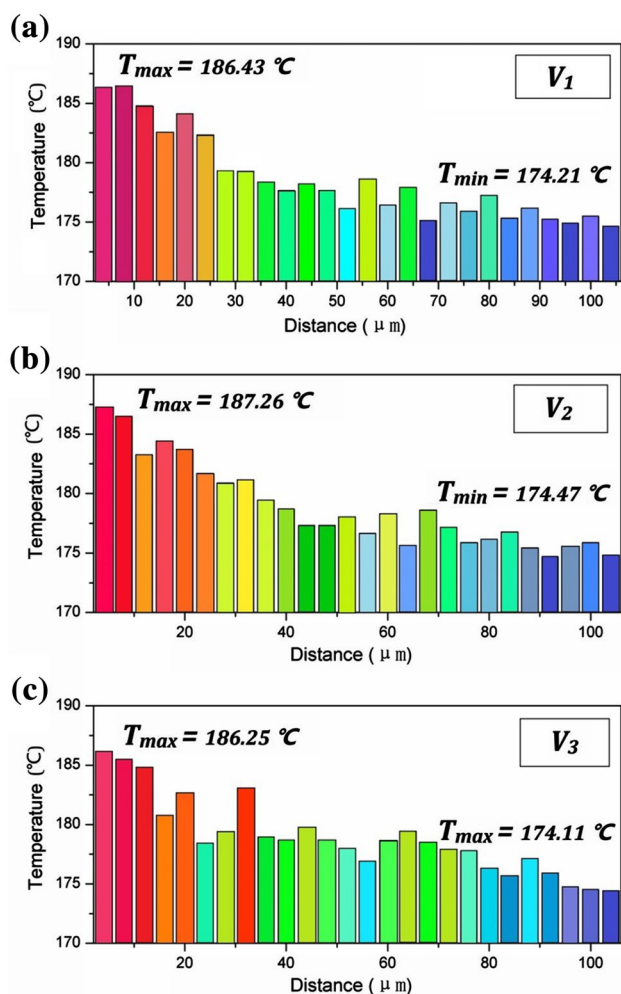 (a)
190
185
180
175
170
Temperature (℃)
Tmax = 186.43 ℃
V1
Tmin = 174.21 ℃
10 20 30 40 50 60 70 80 90 100
Distance ( μm)
(b)
190
185
180
175
170
Temperature (℃)
Tmax = 187.26 ℃
V2
Tmin = 174.47 ℃
20 40 60 80 100
Distance ( μm)
(c)
190
185
180
175
170
Temperature (℃)
Tmax = 186.25 ℃
V3
Tmax = 174.11 ℃
20 40 60 80 100
Distance ( μm)